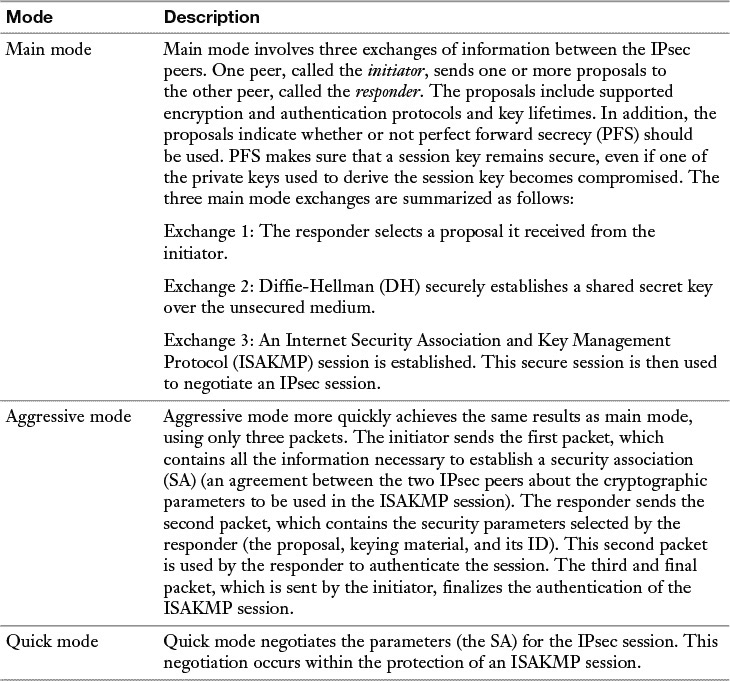 Mode Description
Main mode Main mode involves three exchanges of information between the IPsec
peers. One peer, called the initiator, sends one or more proposals to
the other peer, called the responder. The proposals include supported
encryption and authentication protocols and key lifetimes. In addition, the
proposals indicate whether or not perfect forward secrecy (PFS) should
be used. PFS makes sure that a session key remains secure, even if one of
the private keys used to derive the session key becomes compromised. The
three main mode exchanges are summarized as follows:
Exchange 1: The responder selects a proposal it received from the
initiator.
Exchange 2: Diffie-Hellman (DH) securely establishes a shared secret key
over the unsecured medium.
Exchange 3: An Internet Security Association and Key Management
Protocol (ISAKMP) session is established. This secure session is then used
to negotiate an IPsec session.
Aggressive mode Aggressive mode more quickly achieves the same results as main mode,
using only three packets. The initiator sends the first packet, which
contains all the information necessary to establish a security association
(SA) (an agreement between the two IPsec peers about the cryptographic
parameters to be used in the ISAKMP session). The responder sends the
second packet, which contains the security parameters selected by the
responder (the proposal, keying material, and its ID). This second packet
is used by the responder to authenticate the session. The third and final
packet, which is sent by the initiator, finalizes the authentication of the
ISAKMP session.
Quick mode Quick mode negotiates the parameters (the SA) for the IPsec session. This
negotiation occurs within the protection of an ISAKMP session.